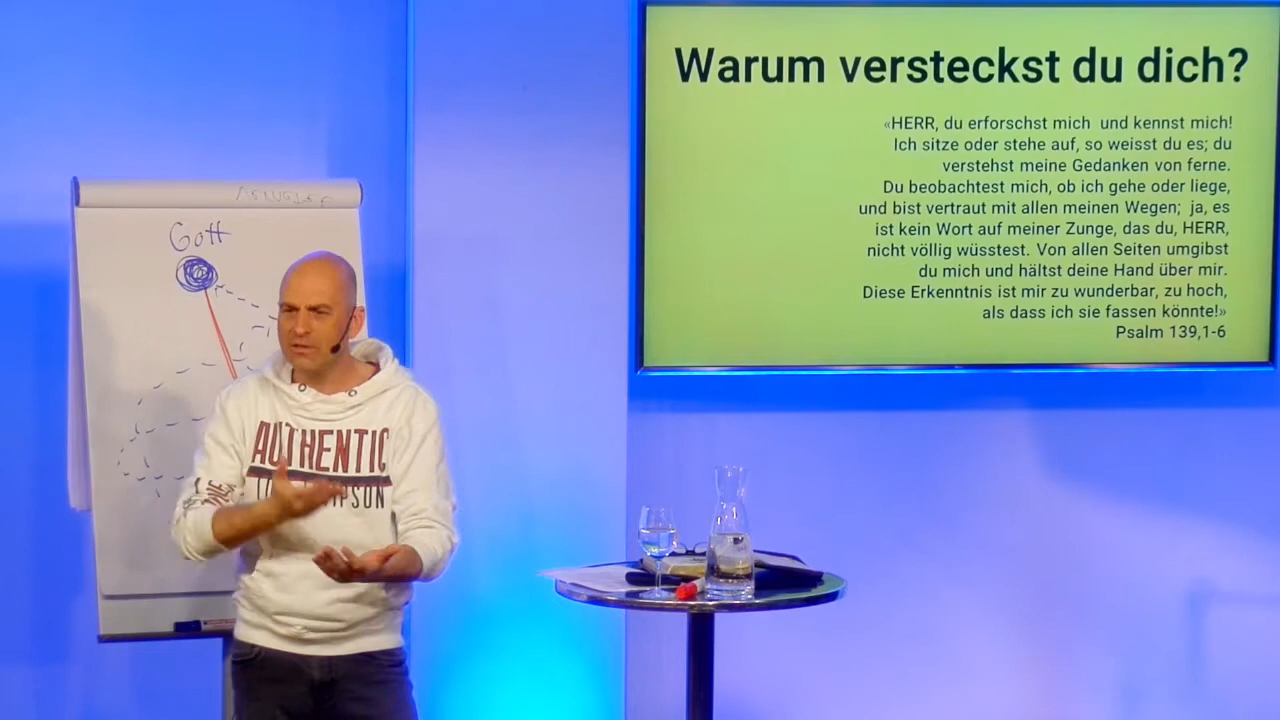 Warum versteckst du dich?
«HERR, du erforschst mich und kennst mich!
Ich sitze oder stehe auf, so weisst du es; du
verstehst meine Gedanken von ferne.
Du beobachtest mich, ob ich gehe oder liege,
und bist vertraut mit allen meinen Wegen; ja, es
ist kein Wort auf meiner Zunge, das du, HERR,
nicht völlig wüsstest. Von allen Seiten umgibst
du mich und hältst deine Hand über mir.
Diese Erkenntnis ist mir zu wunderbar, zu hoch,
als dass ich sie fassen könnte!»
Psalm 139,1-6
Gott
AUTHENTIC